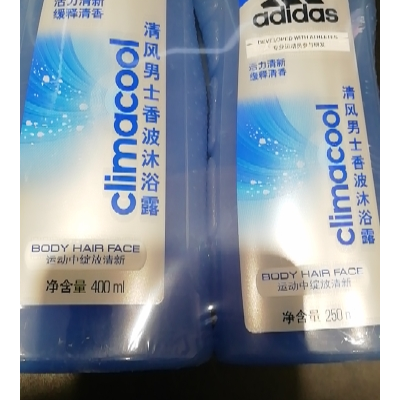 活力清新
缓释清香
climacool
清风男士香波沐浴露
BODY HAIR FACE
运动中绽放清新
净含量 400 ml
adidas
DEVELOPED WITH ATHLETES
活力清新
缓释清香
climacool
清风男士香波沐浴露
BODY HAIR FACE
运动中绽放清新
净含量 250